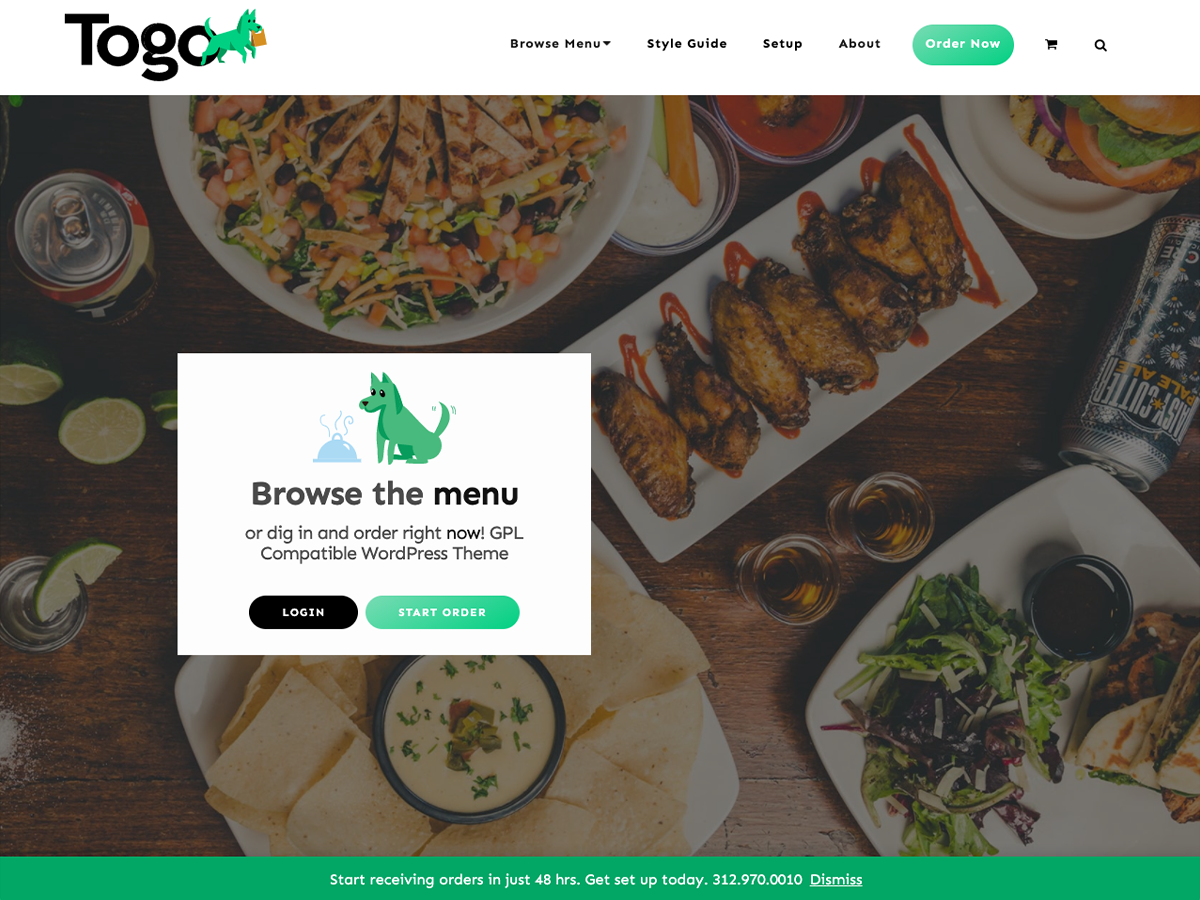 Togo
Browse Menu
Style Guide
Setup
About
Order Now
PALE ALE
Browse the menu
or dig in and order right now! GPL
Compatible WordPress Theme
LOGIN
START ORDER
Start receiving orders in just 48 hrs. Get set up today. 312.970.0010 Dismiss